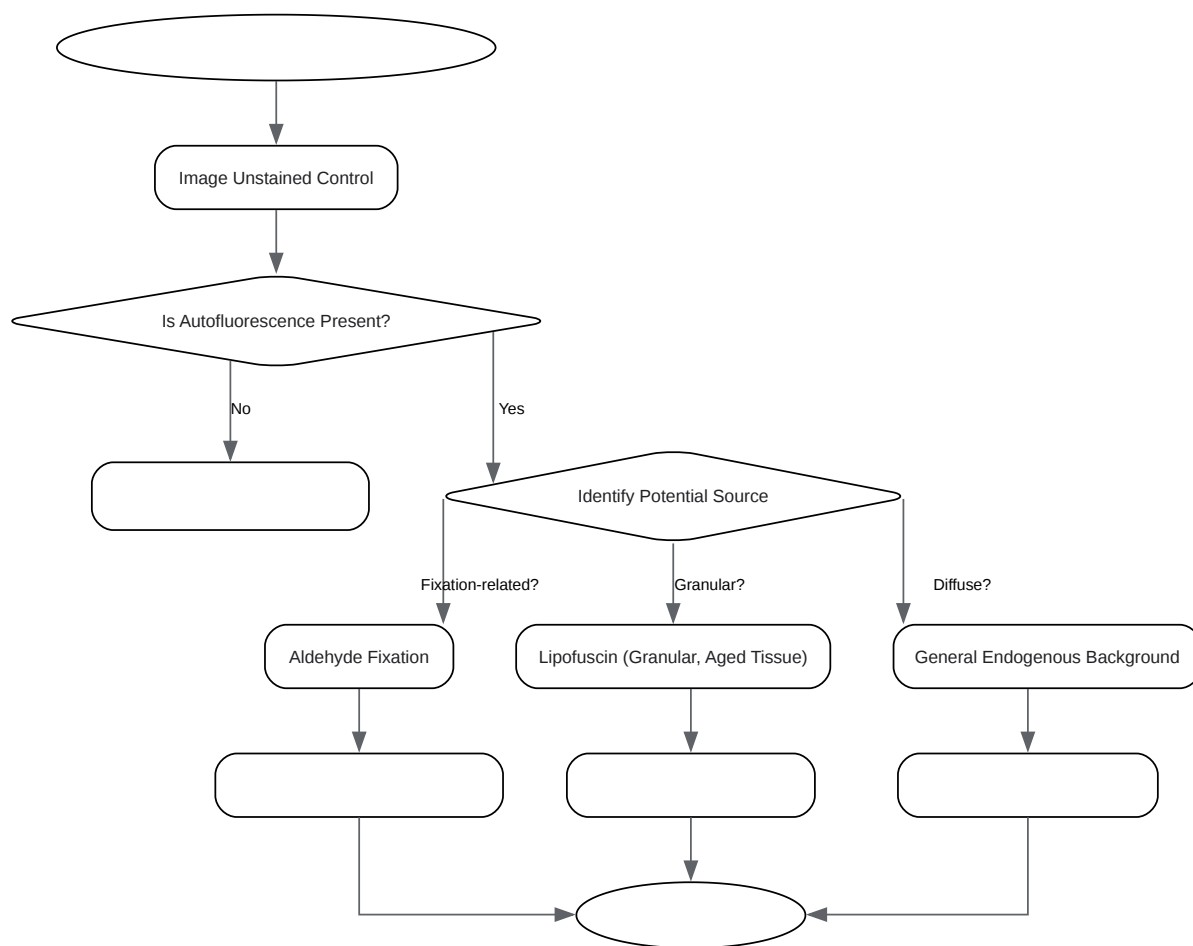 Image Unstained Control
Is Autofluorescence Present?
No
Yes
Identify Potential Source
Fixation-related?
Granular?
Diffuse?
Aldehyde Fixation
Lipofuscin (Granular, Aged Tissue)
General Endogenous Background